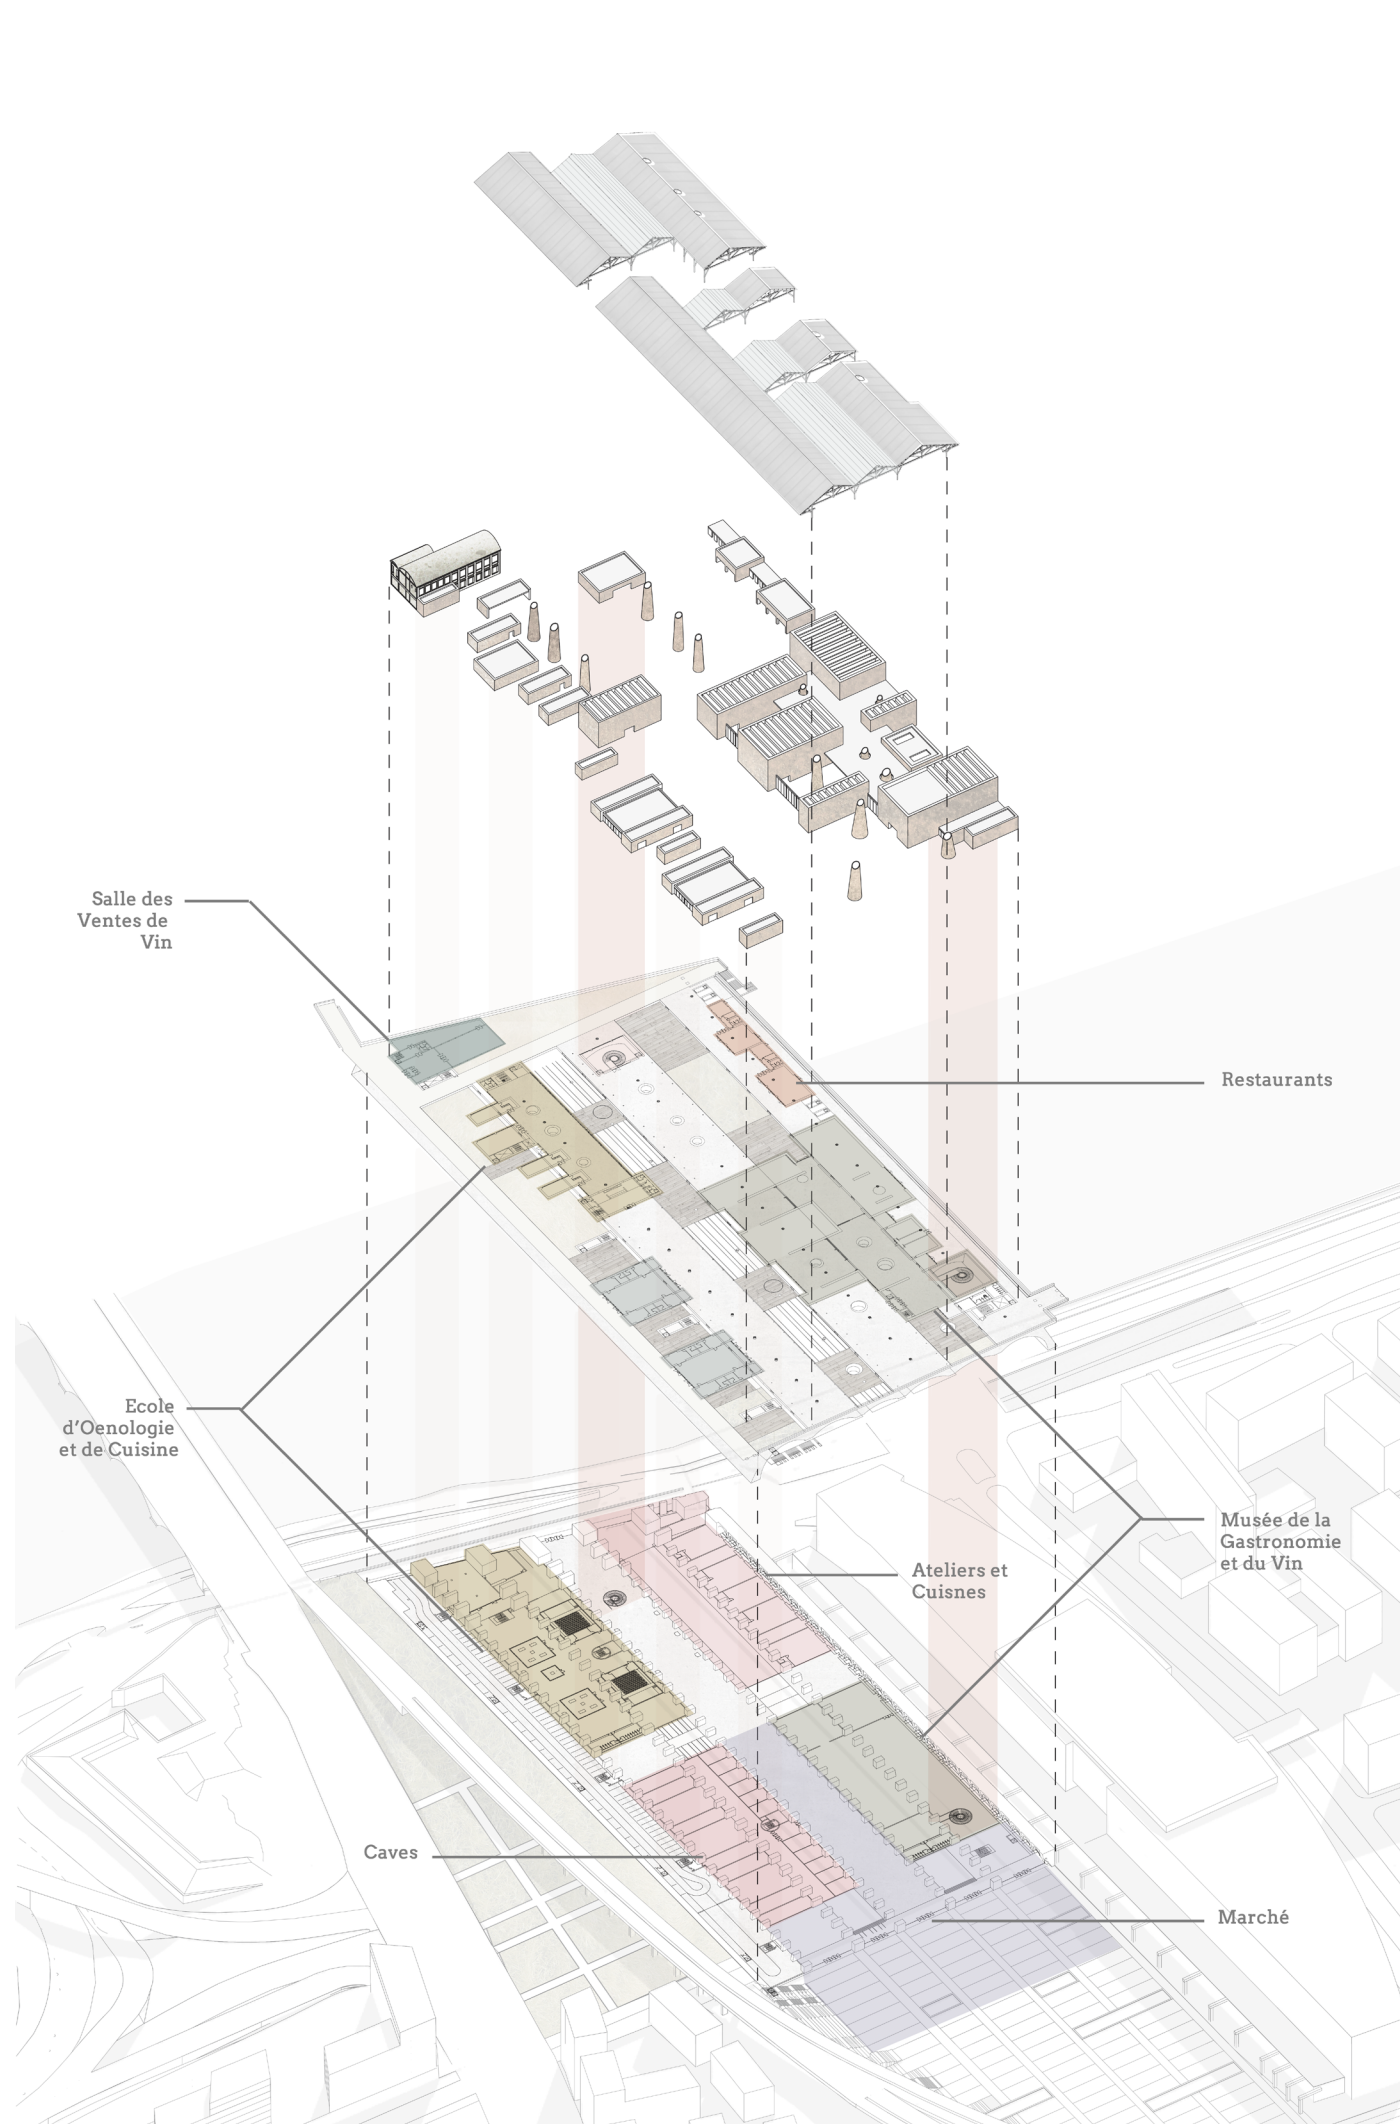 Salle des
Ventes de
Vin
Restaurants
Ecole
d'Oenologie
et de Cuisine
Musée de la
Gastronomie
et du Vin
Ateliers et
Cuisnes
Caves
Marché